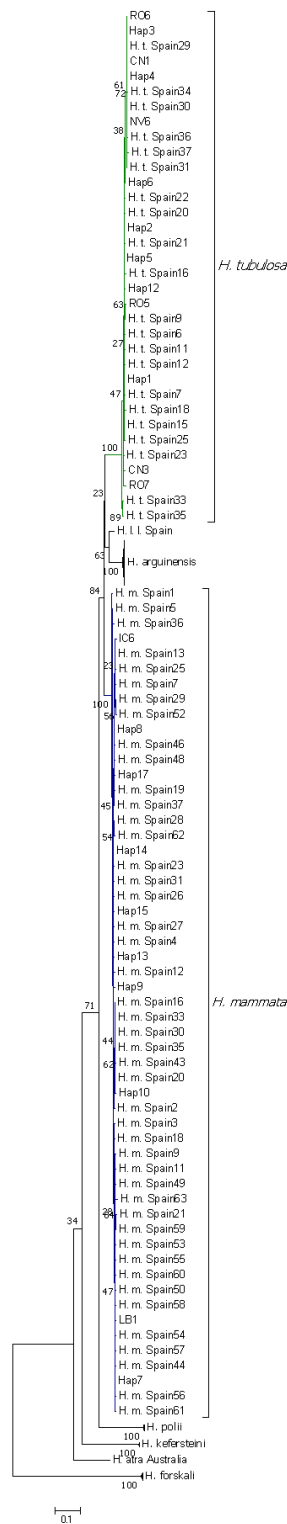 RO6
Hap3
H. t. Spain29
CN1
Hap4
61
72
H. t. Spain34
H. t. Spain30
NV6
38
H. t. Spain36
H. t. Spain37
H. t. Spain31
Hap6
H. t. Spain22
H. t. Spain20
Hap2
H. t. Spain21
Hap5
H. tubulosa
H. t. Spain16
Hap12
63
RO5
H. t. Spain9
H. t. Spain6
27
H. t. Spain11
H. t. Spain12
Hap1
47
H. t. Spain7
H. t. Spain18
H. t. Spain15
H. t. Spain25
100
H. t. Spain23
CN3
RO7
23
H. t. Spain33
89
H. t. Spain35
H. l. l. Spain
63
H. arguinensis
100
84
H. m. Spain1
H. m. Spain5
H. m. Spain36
IC6
H. m. Spain13
23
H. m. Spain25
H. m. Spain7
H. m. Spain29
100
H. m. Spain52
56
Hap8
H. m. Spain46
H. m. Spain48
Hap17
H. m. Spain19
45
H. m. Spain37
H. m. Spain28
54
H. m. Spain62
Hap14
H. m. Spain23
H. m. Spain31
H. m. Spain26
Hap15
H. m. Spain27
H. m. Spain4
Hap13
H. m. Spain12
Hap9
71
H. m. Spain16
H. mammata
H. m. Spain33
H. m. Spain30
44
H. m. Spain35
H. m. Spain43
62
H. m. Spain20
Hap10
H. m. Spain2
H. m. Spain3
H. m. Spain18
H. m. Spain9
H. m. Spain11
H. m. Spain49
H. m. Spain63
H. m. Spain21
34
H. m. Spain59
H. m. Spain53
H. m. Spain55
H. m. Spain60
47
H. m. Spain50
H. m. Spain58
LB1
H. m. Spain54
H. m. Spain57
H. m. Spain44
Hap7
H. m. Spain56
H. m. Spain61
H. polii
100
H. kefersteini
100
H. atra Australia
H. forskali
100
0.1